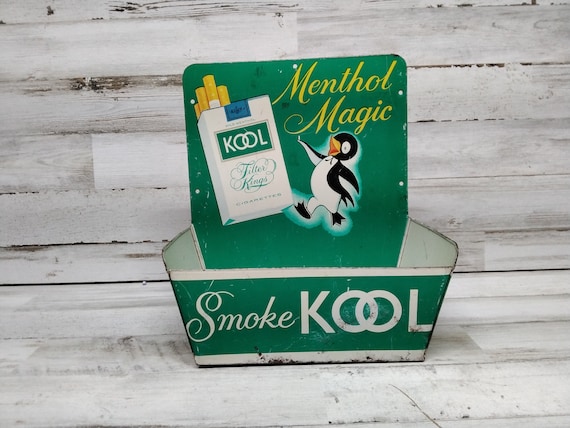 Menthol
Magic
KOOL
Filter
Kings
CIGARETTES
Smoke KOOL